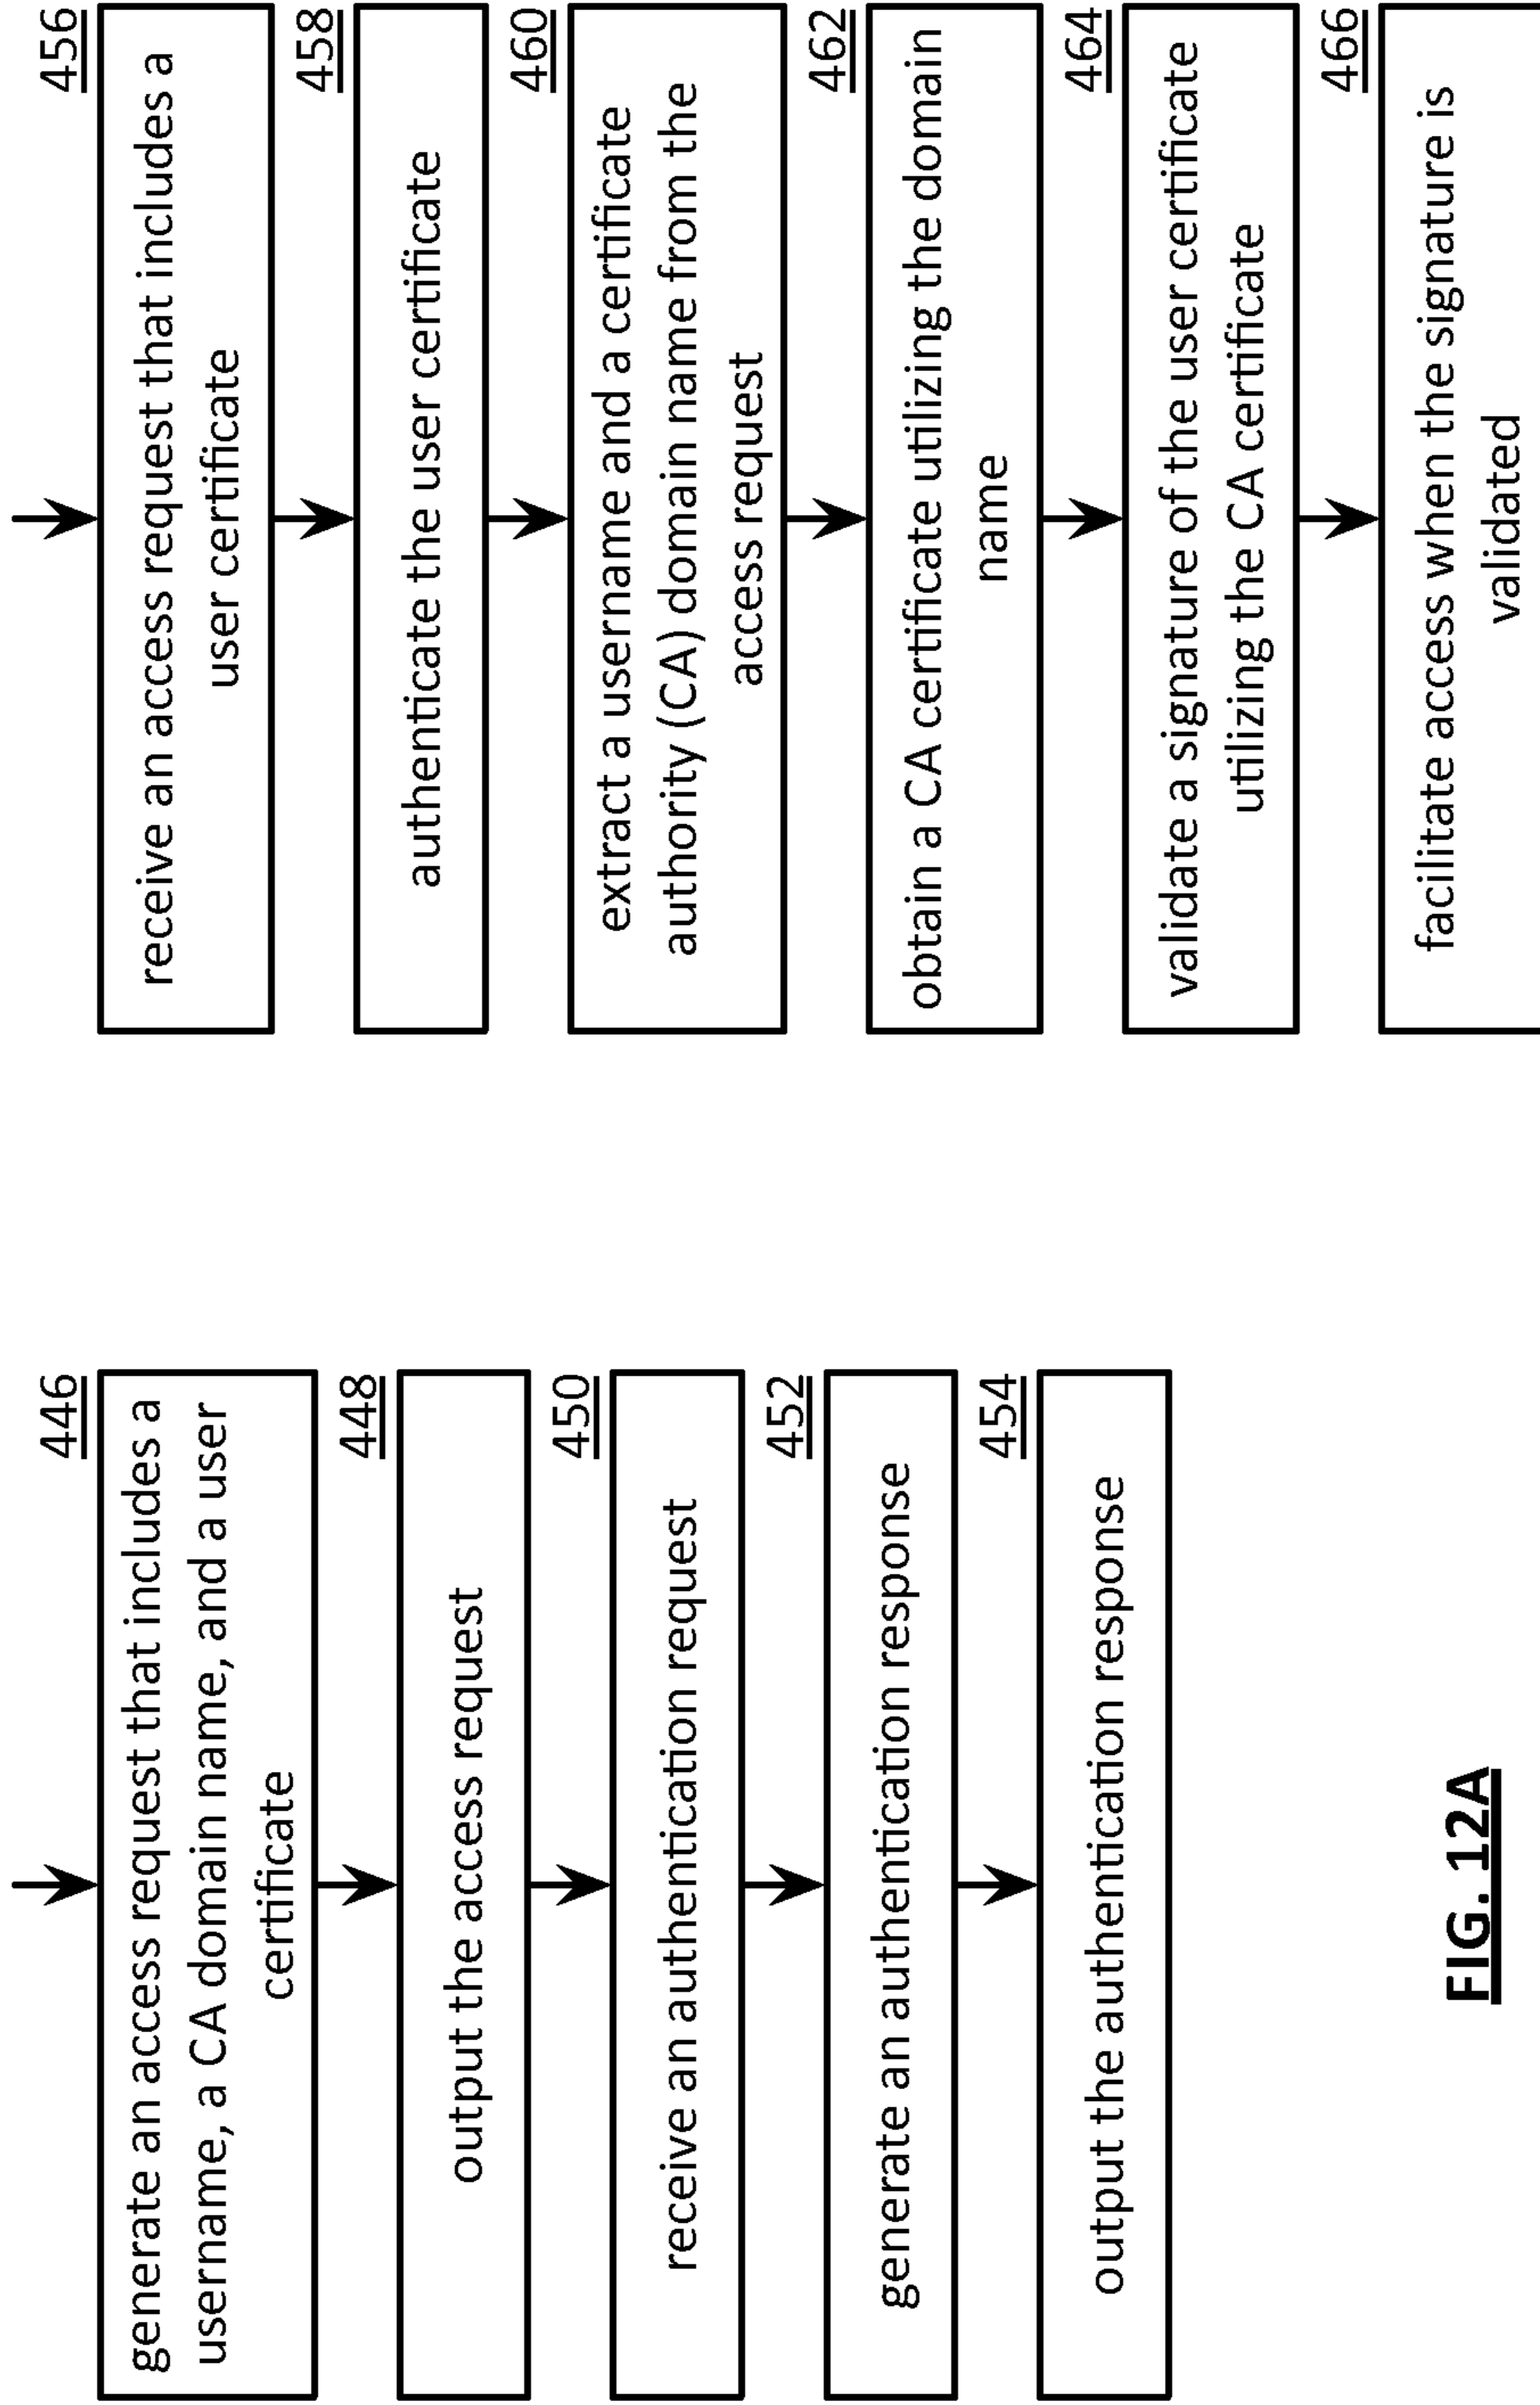 446
generate an access request that includes a
username, a CA domain name, and a user
certificate
448
output the access request
450
receive an authentication request
452
generate an authentication response
454
output the authentication response
FIG. 12A
456
receive an access request that includes a
user certificate
458
authenticate the user certificate
460
extract a username and a certificate
authority (CA) domain name from the
access request
462
obtain a CA certificate utilizing the domain
name
464
validate a signature of the user certificate
utilizing the CA certificate
466
facilitate access when the signature is
validated